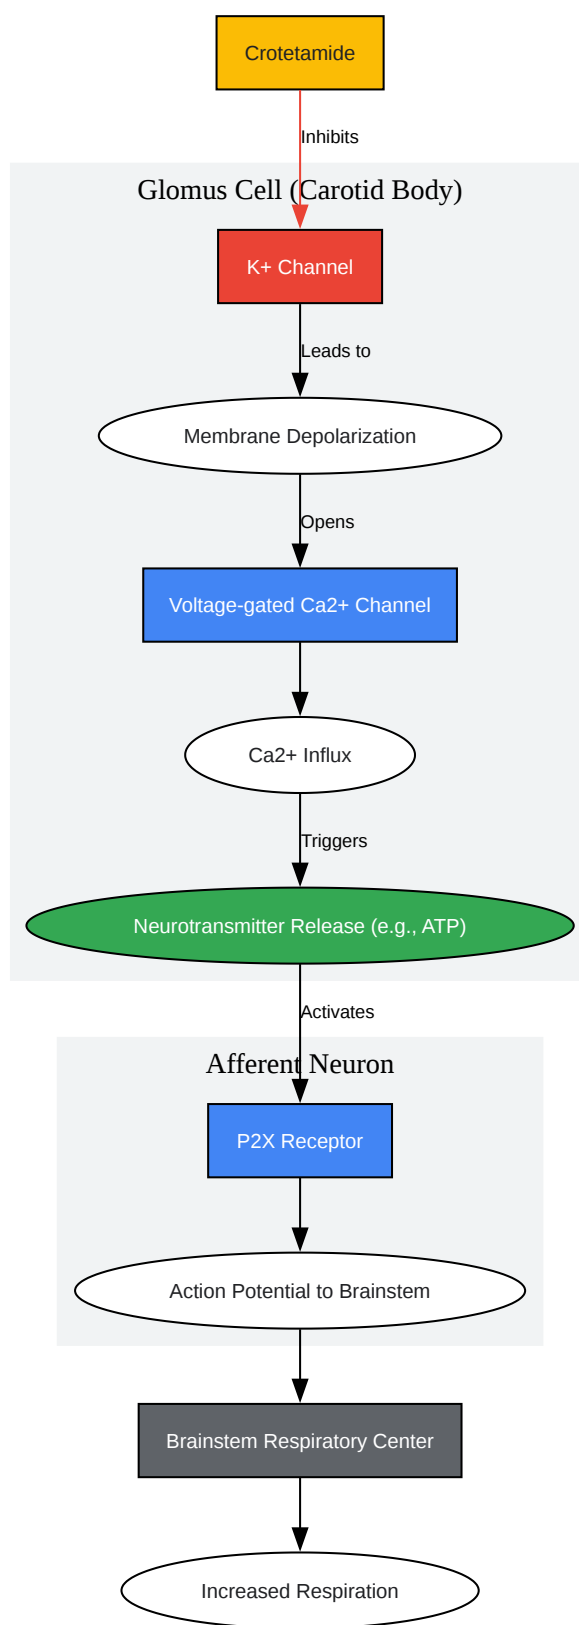 Crotetamide
Inhibits
Glomus Cell (Carotid Body)
K+ Channel
Leads to
Membrane Depolarization
Opens
Voltage-gated Ca2+ Channel
Ca2+ Influx
Triggers
Neurotransmitter Release (e.g., ATP)
Activates
Afferent Neuron
P2X Receptor
Action Potential to Brainstem
Brainstem Respiratory Center
Increased Respiration